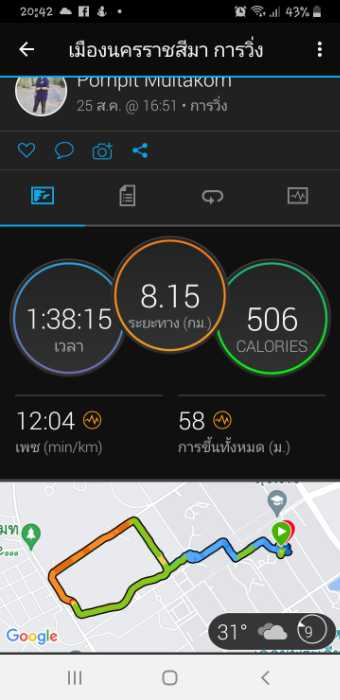 20:42
43%
เมืองนครราชสีมา การวิ่ง
Pornpit Multakorn
25 ส.ค. @ 16:51 • การวิ่ง
1:38:15
เวลา
8.15
ระยะทาง (กม.)
506
CALORIES
12:04
เพซ (min/km)
58
การขึ้นทั้งหมด (ม.)
Google
31°
9